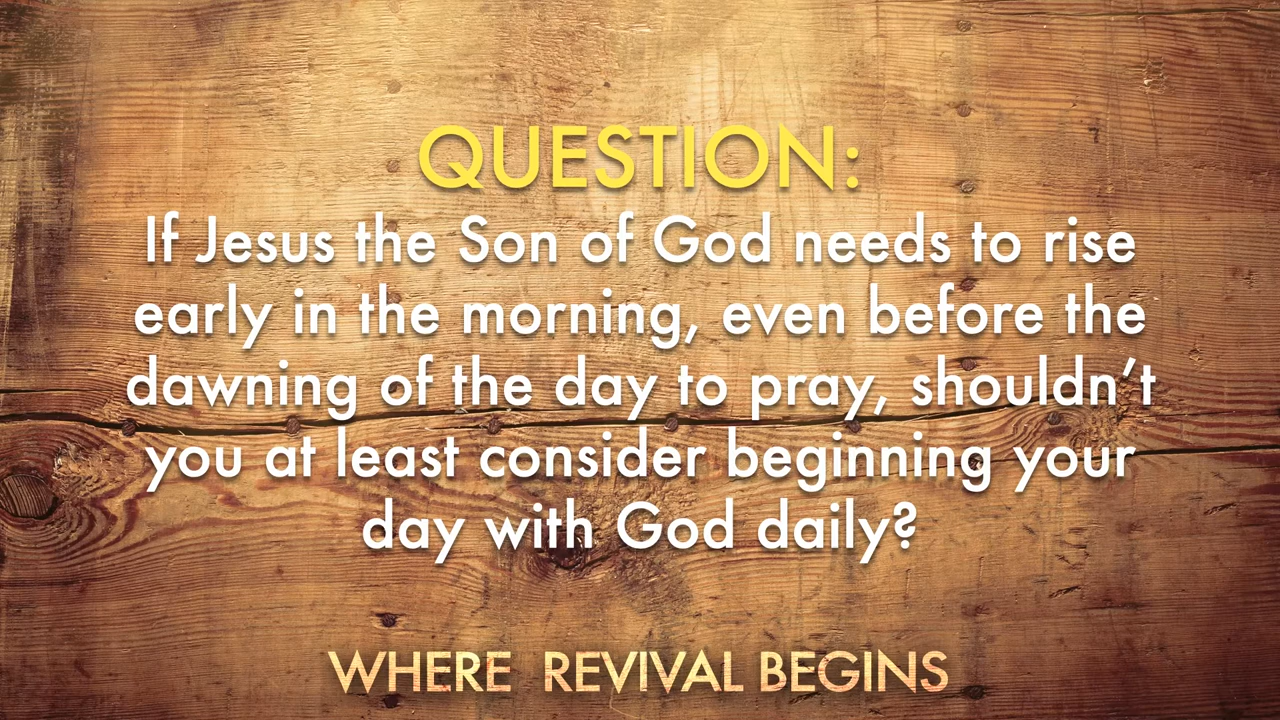 QUESTION:
If Jesus the Son of God needs to rise
early in the morning, even before the
dawning of the day to pray, shouldn’t
you at least consider beginning your
day with God daily?
WHERE REVIVAL BEGINS